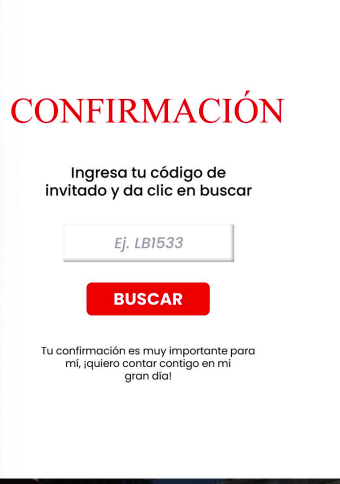 CONFIRMACIÓN
Ingresa tu código de
invitado y da clic en buscar
Ej. LB1533
BUSCAR
Tu confirmación es muy importante para
mí, ¡quiero contar contigo en mi
gran día!